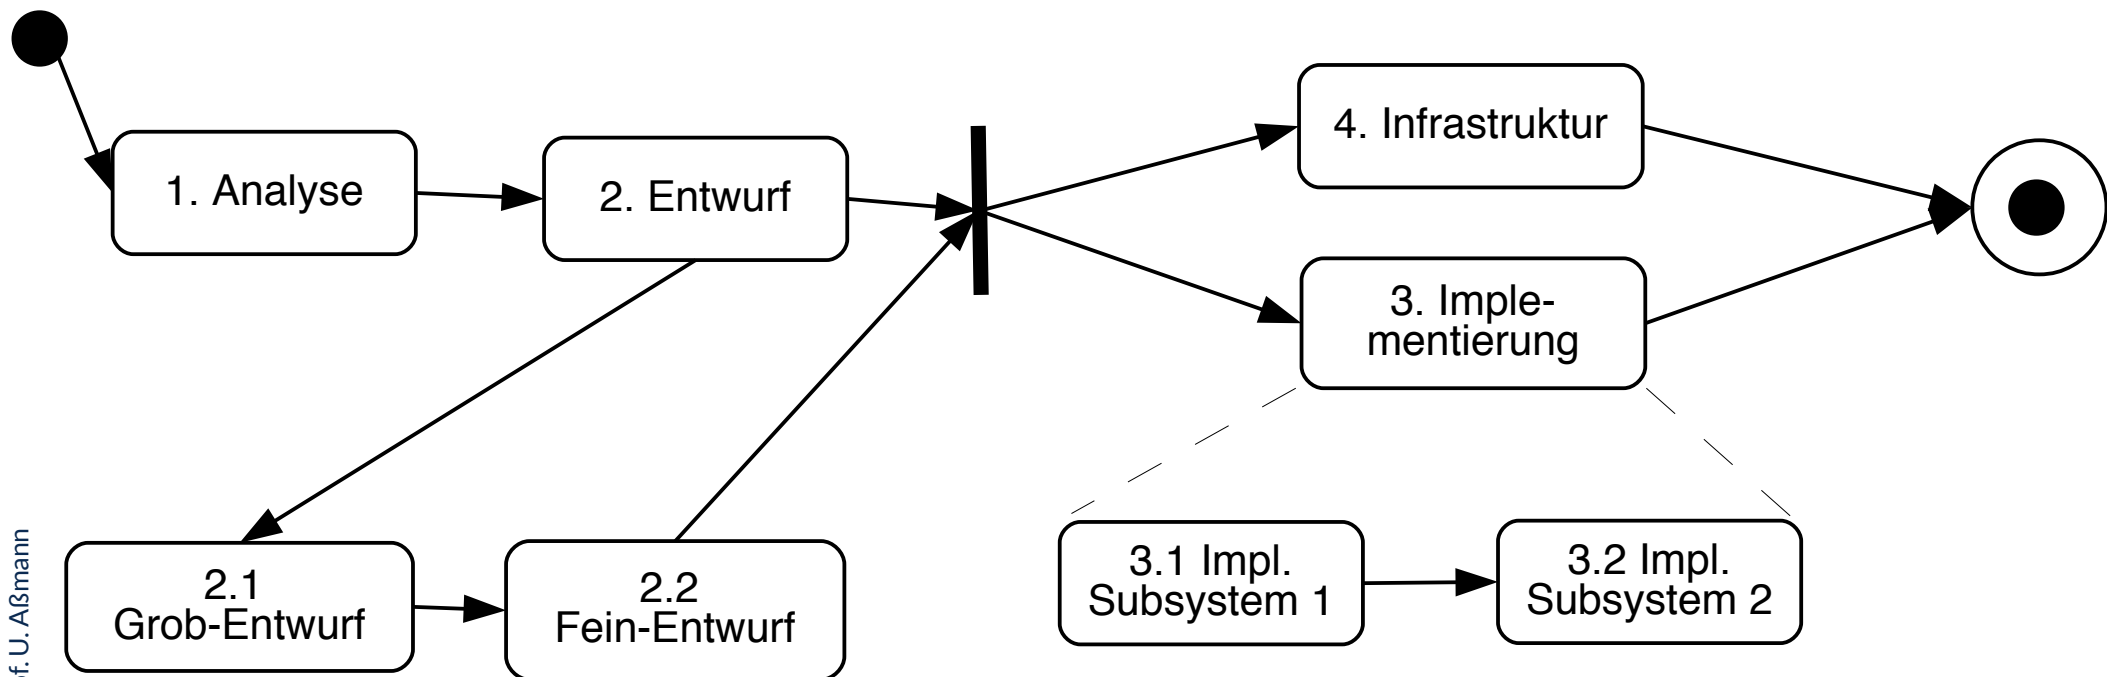 4. Infrastruktur
1. Analyse
2. Entwurf
3. Imple-
mentierung
2.1
Grob-Entwurf
2.2
Fein-Entwurf
3.1 Impl.
Subsystem 1
3.2 Impl.
Subsystem 2
U. Aßmann